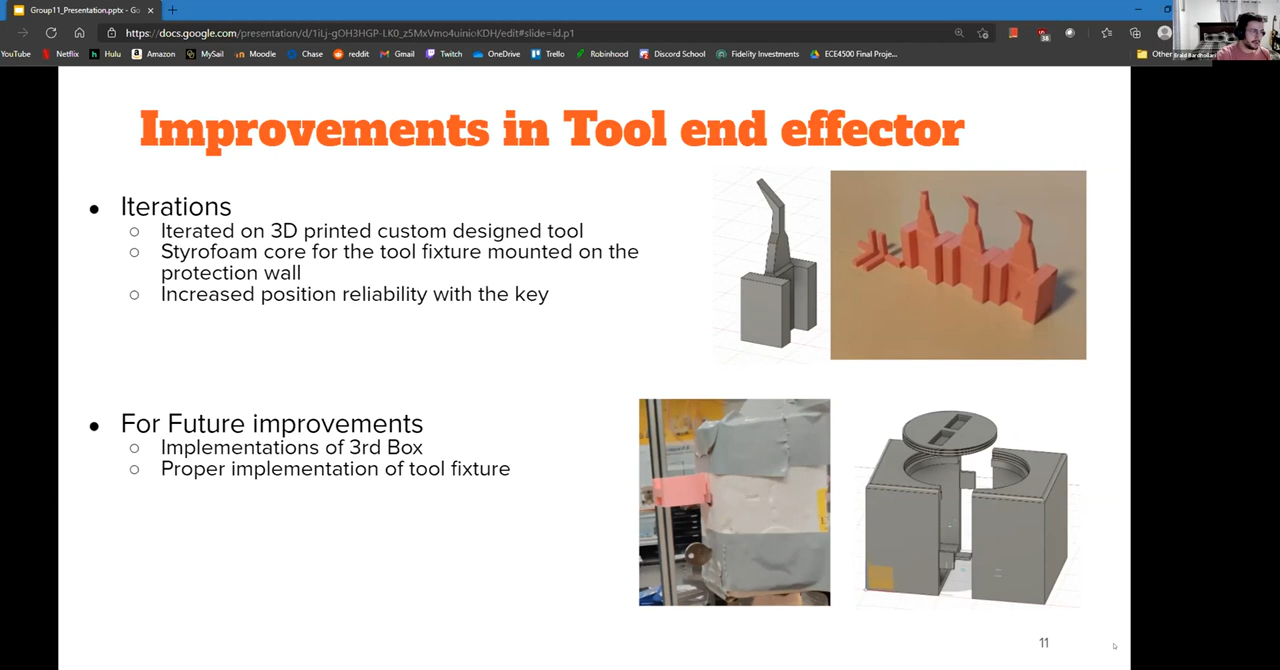 Group11_Presentation.pptx - Go
https://docs.google.com/presentation/d/1iLj-gOH3HGP-LK0_z5MxVmo4uinioKDH/edit#slide=id.p1
38
YouTube Netflix Hulu Amazon MySail Moodle Chase reddit Gmail Twitch OneDrive Trello Robinhood Discord School Fidelity Investments ECE4500 Final Proje... Other
Improvements in Tool end effector
● Iterations
○ Iterated on 3D printed custom designed tool
○ Styrofoam core for the tool fixture mounted on the
protection wall
○ Increased position reliability with the key
● For Future improvements
○ Implementations of 3rd Box
○ Proper implementation of tool fixture
11